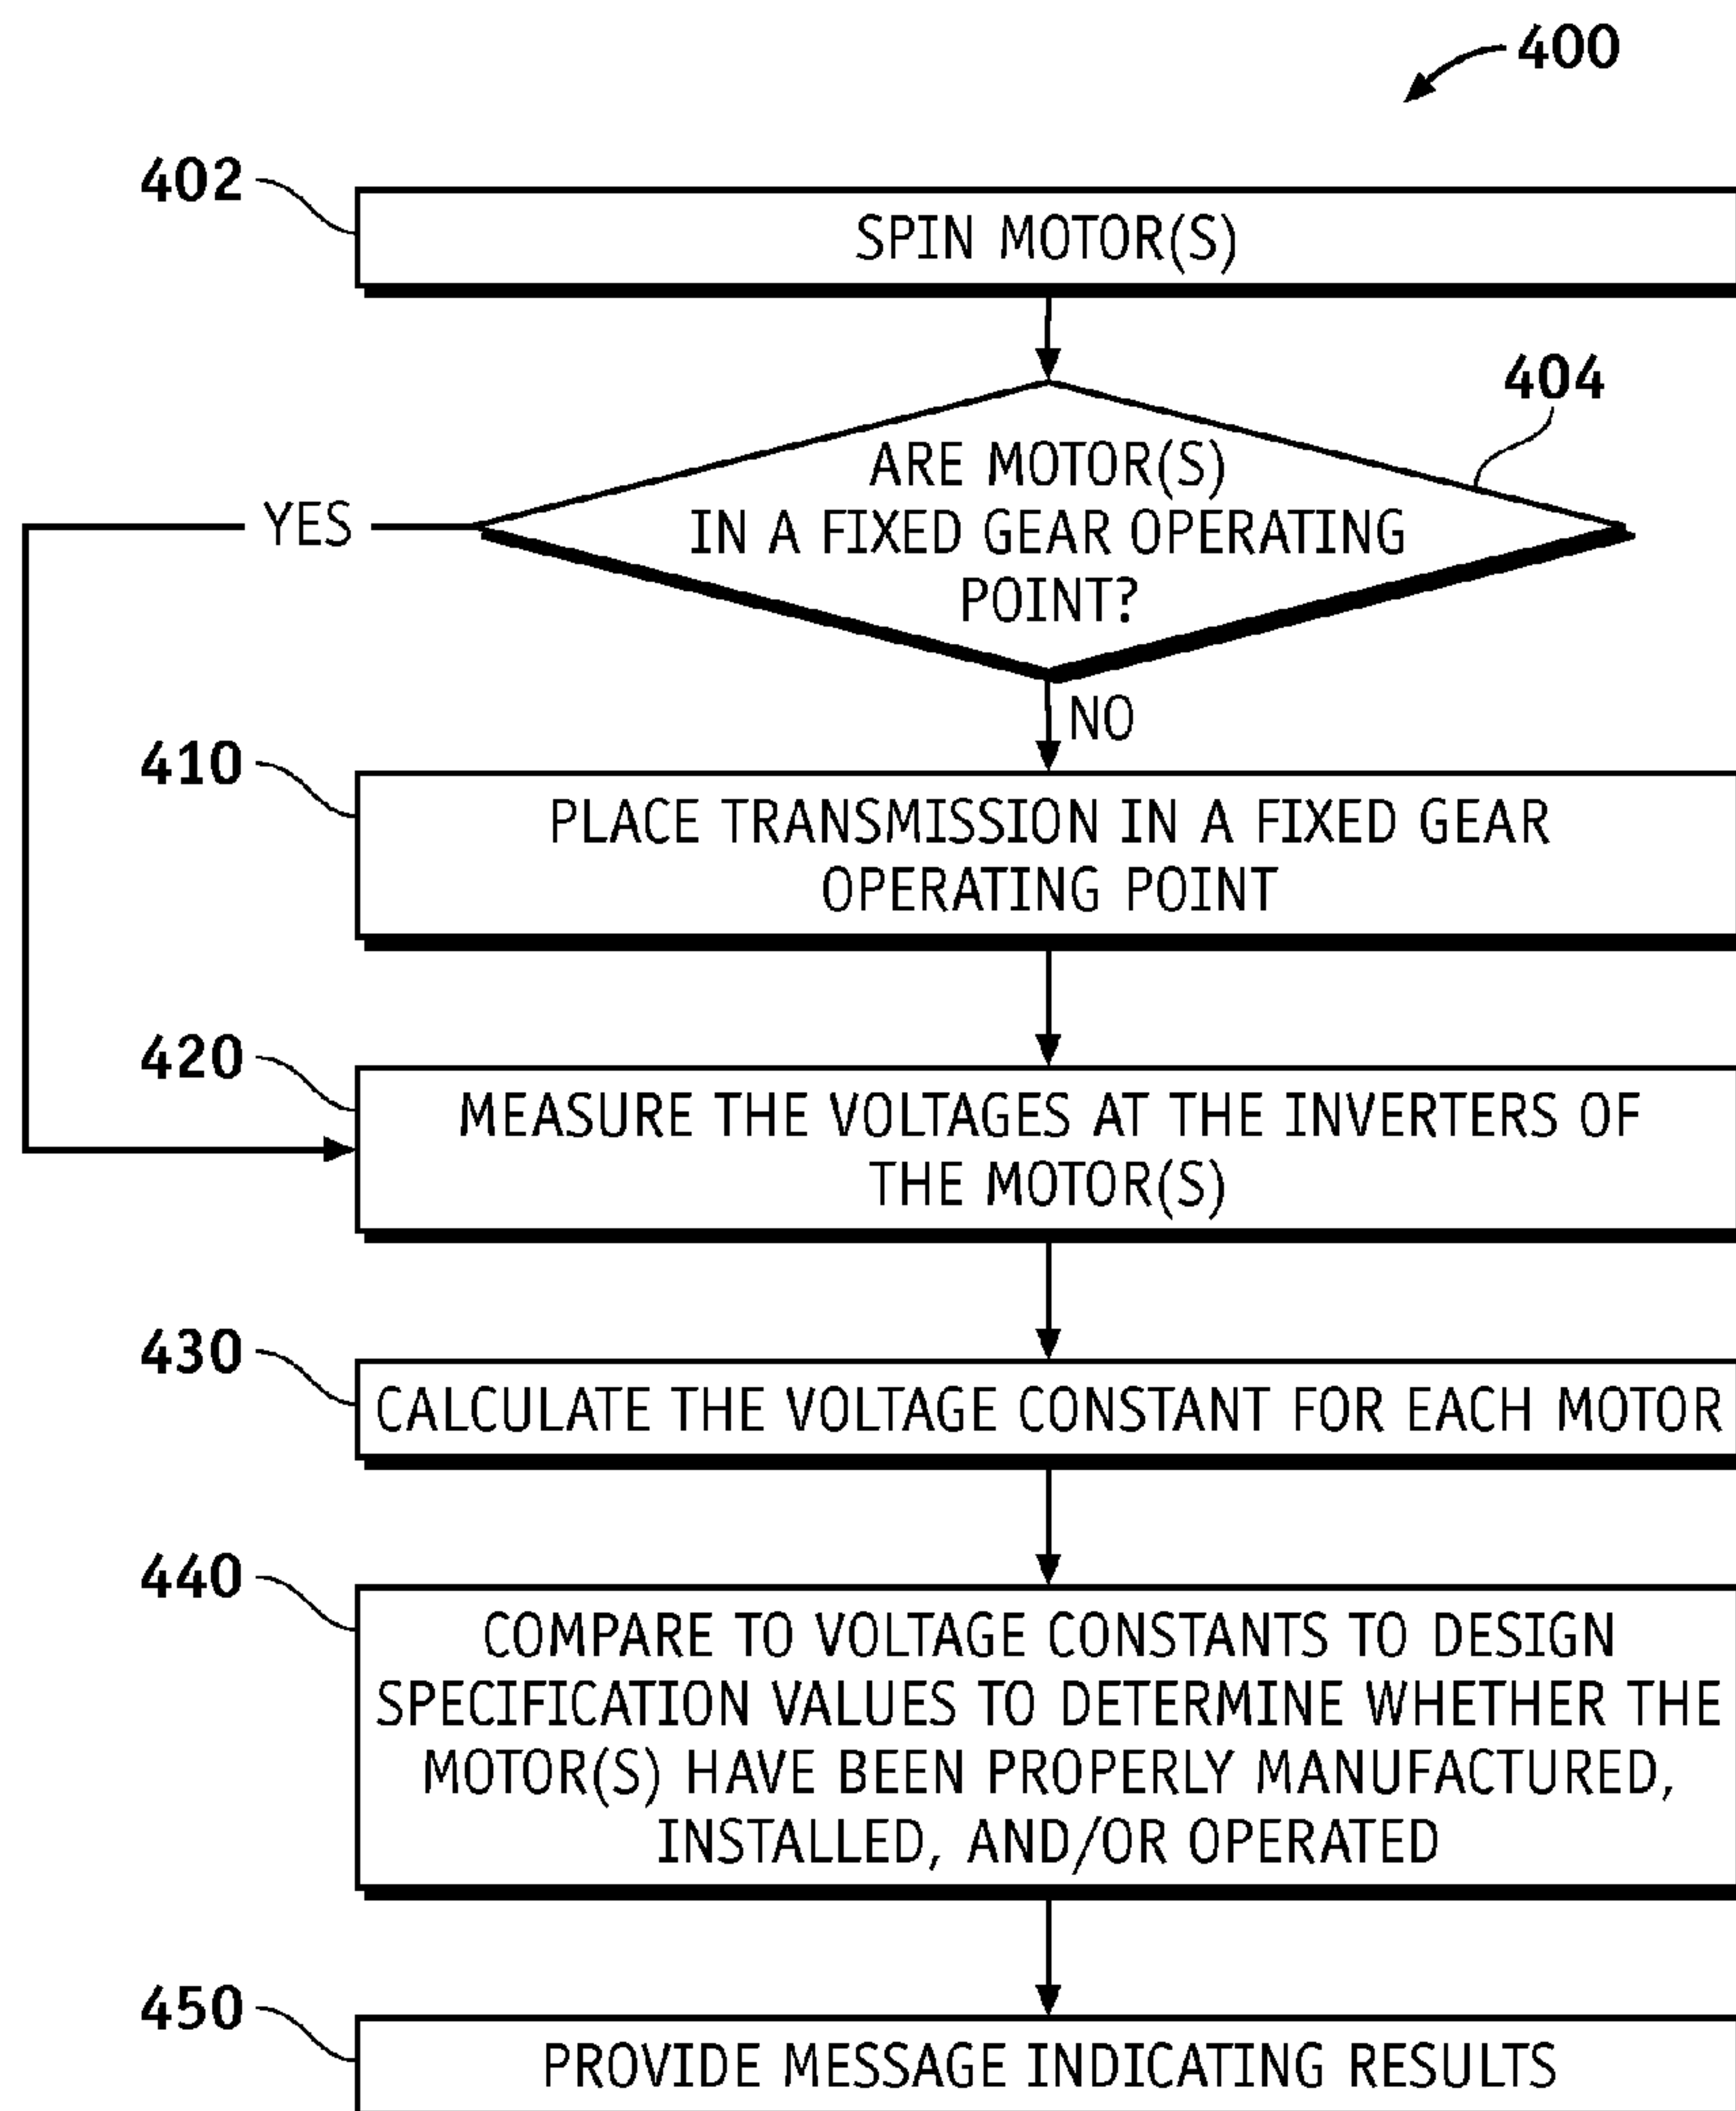 400
402
SPIN MOTOR(S)
404
ARE MOTOR(S)
IN A FIXED GEAR OPERATING
POINT?
YES
NO
410
PLACE TRANSMISSION IN A FIXED GEAR
OPERATING POINT
420
MEASURE THE VOLTAGES AT THE INVERTERS OF
THE MOTOR(S)
430
CALCULATE THE VOLTAGE CONSTANT FOR EACH MOTOR
440
COMPARE TO VOLTAGE CONSTANTS TO DESIGN
SPECIFICATION VALUES TO DETERMINE WHETHER THE
MOTOR(S) HAVE BEEN PROPERLY MANUFACTURED,
INSTALLED, AND/OR OPERATED
450
PROVIDE MESSAGE INDICATING RESULTS